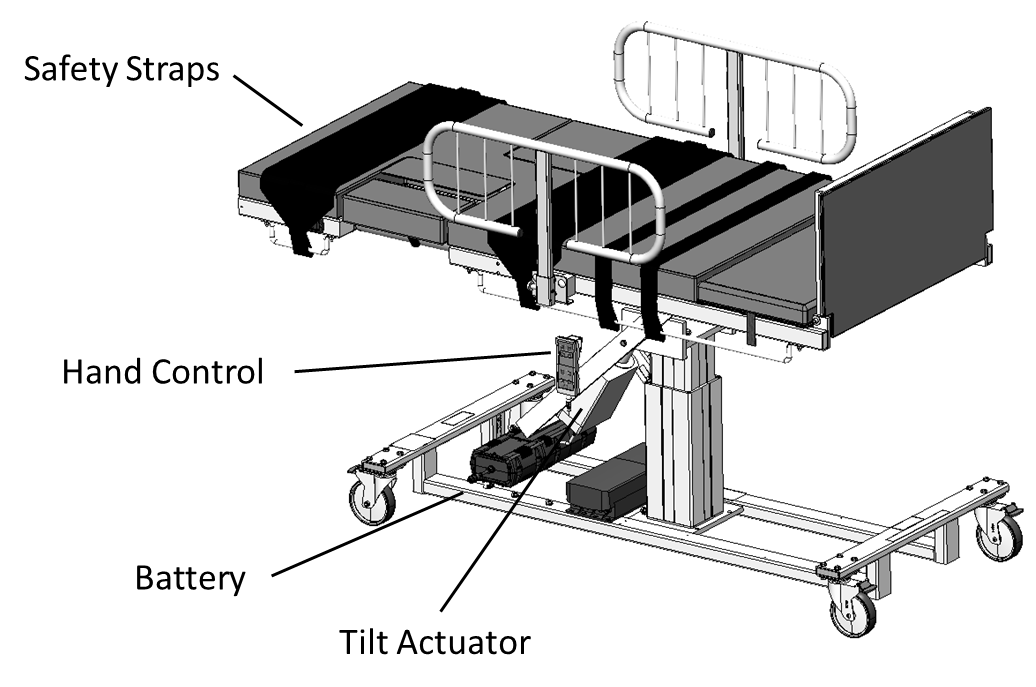 Safety Straps
Hand Control
Battery
Tilt Actuator